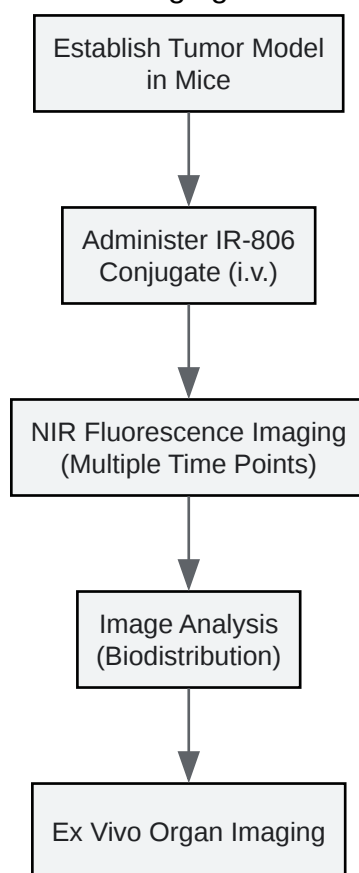 Establish Tumor Model
in Mice
Administer IR-806
Conjugate (i.v.)
NIR Fluorescence Imaging
(Multiple Time Points)
Image Analysis
(Biodistribution)
Ex Vivo Organ Imaging